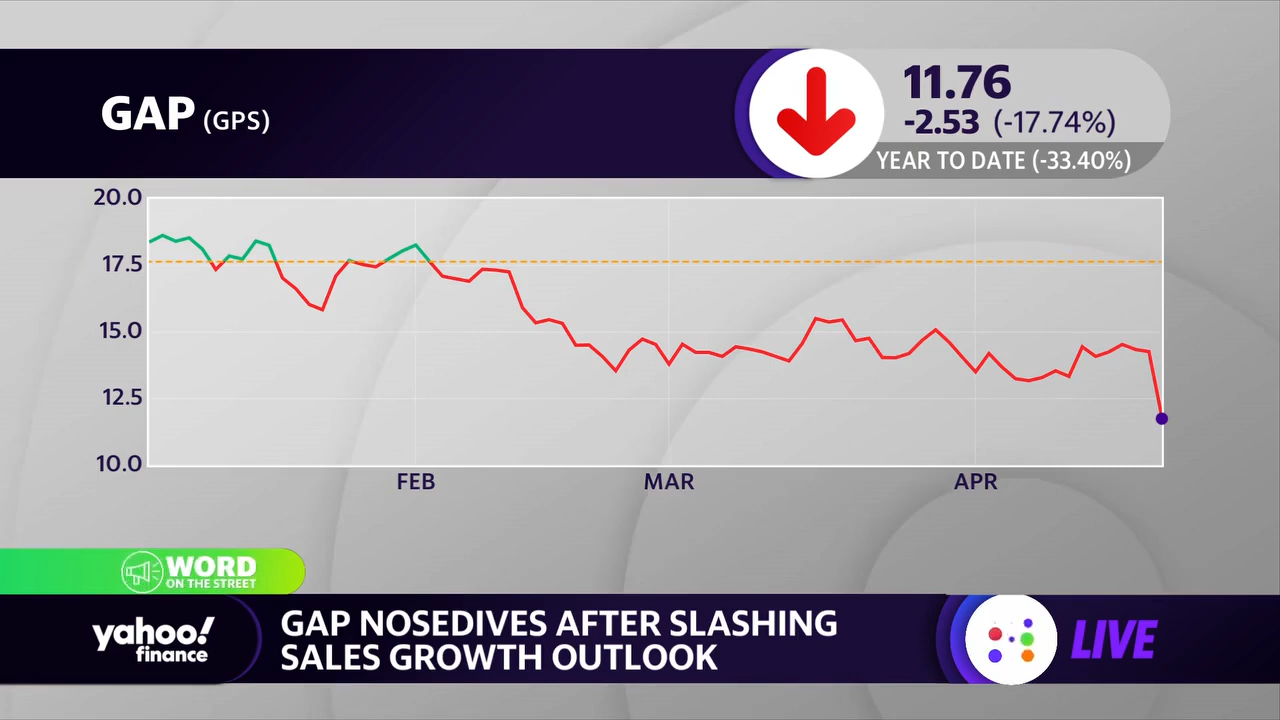 GAP (GPS)
11.76
-2.53 (-17.74%)
YEAR TO DATE (-33.40%)
20.0
17.5
15.0
12.5
10.0
FEB MAR APR
WORD
ON THE STREET
yahoo!
finance
GAP NOSEDIVES AFTER SLASHING
SALES GROWTH OUTLOOK
LIVE